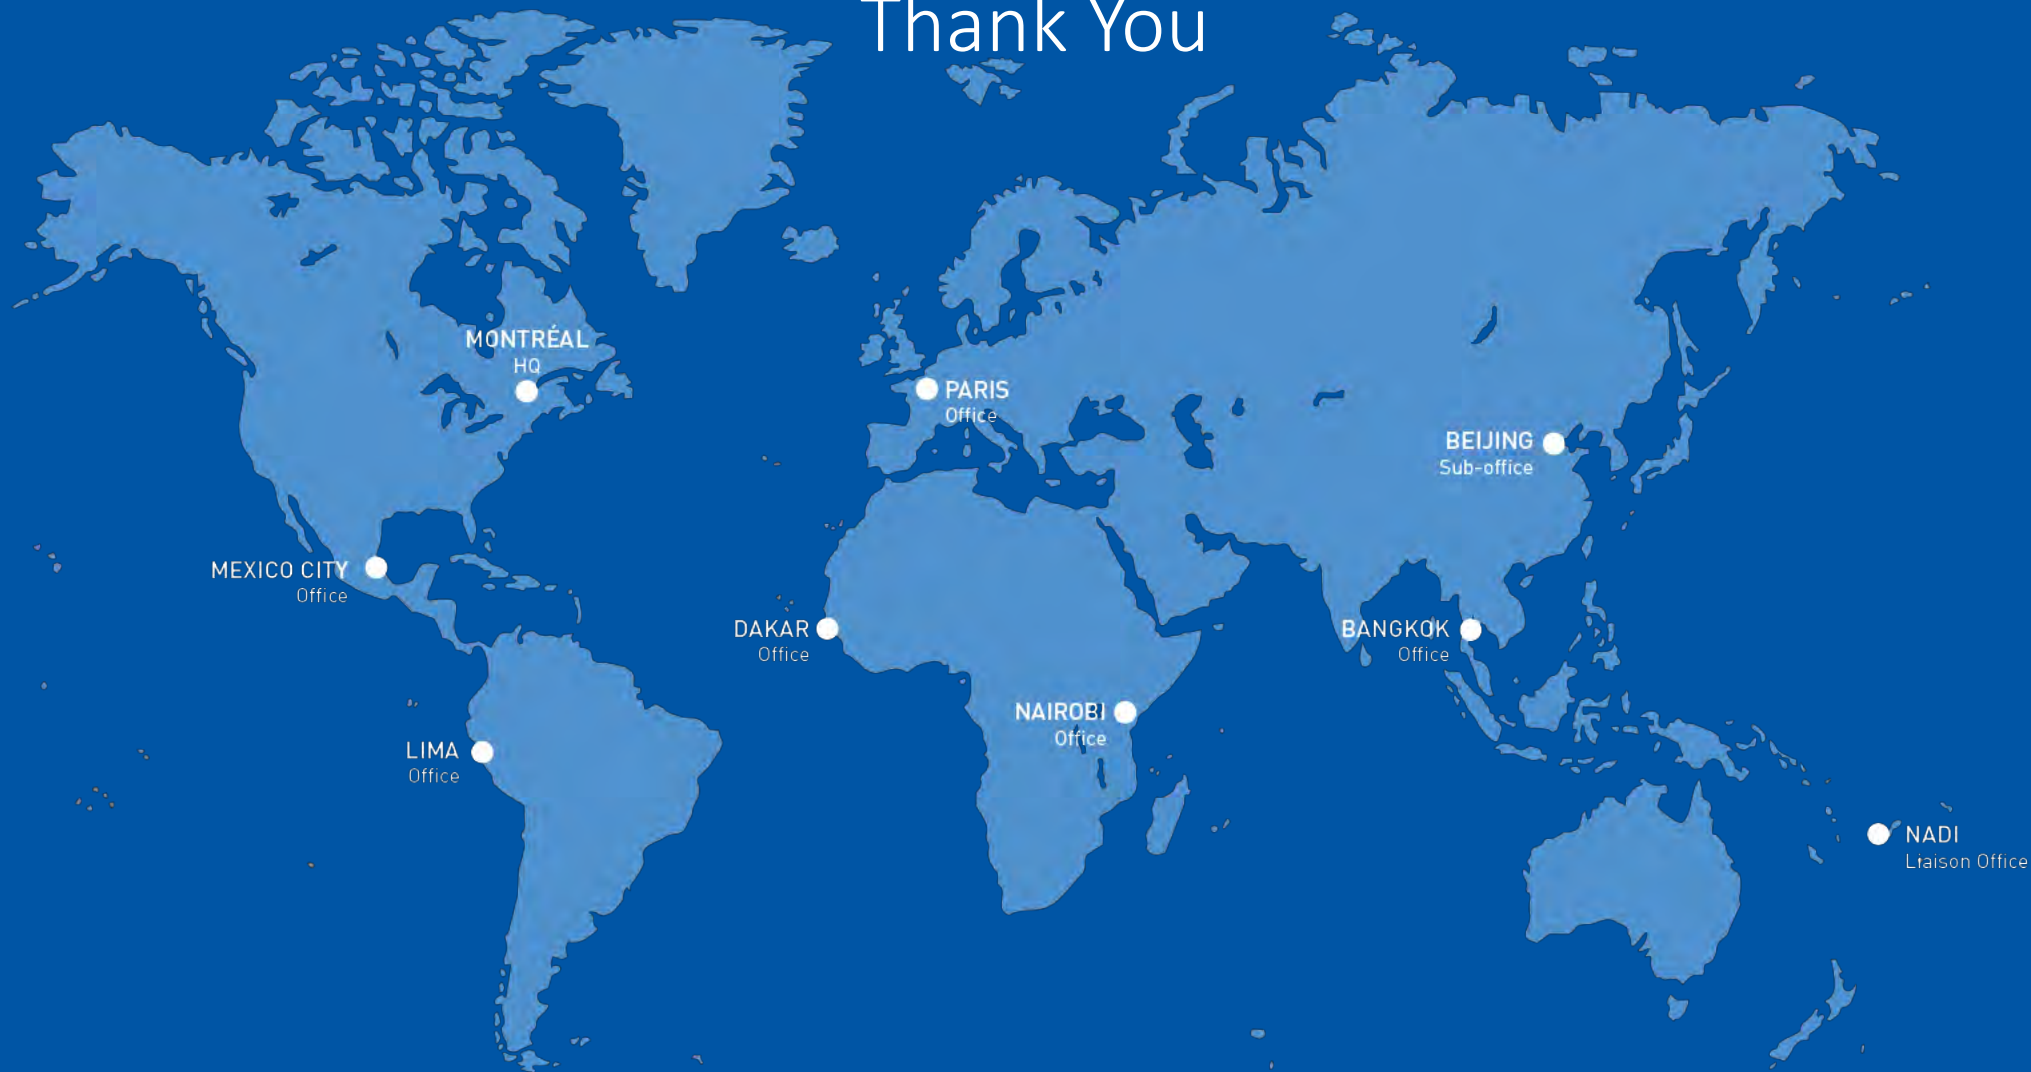 Thank You
MONTRÉAL
HQ
PARIS
Office
BEIJING
Sub-office
MEXICO CITY
Office
DAKAR
Office
BANGKOK
Office
NAIROBI
Office
LIMA
Office
NADI
Liaison Office